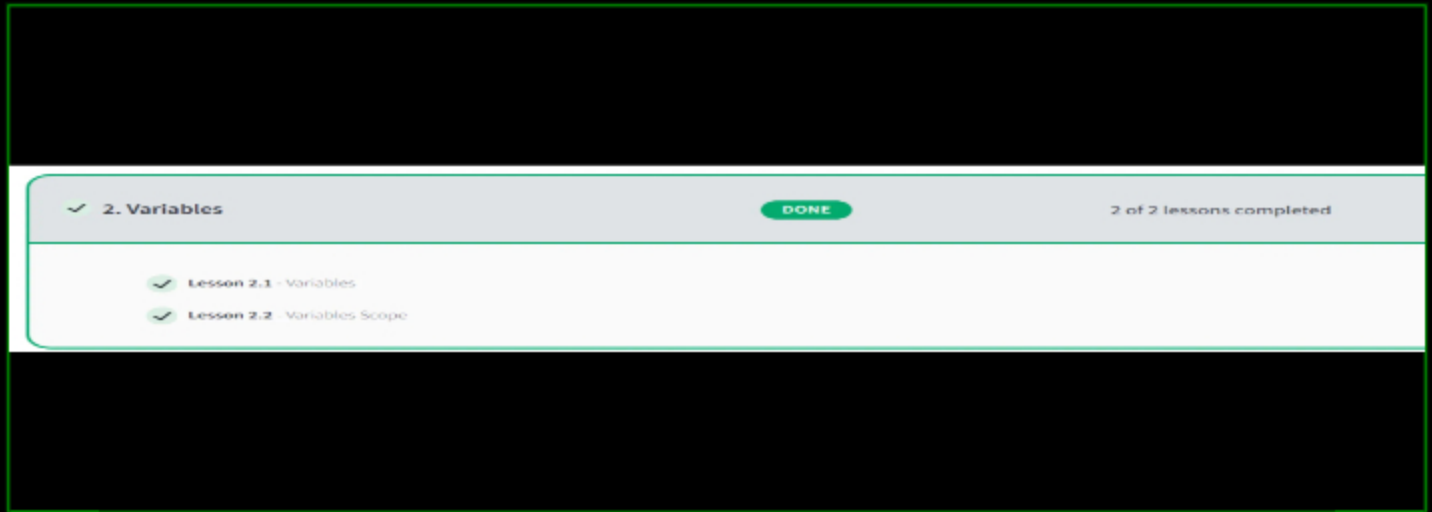 2. Variables DONE 2 of 2 lessons completed
Lesson 2.1 - Variables
Lesson 2.2 - Variables Scope